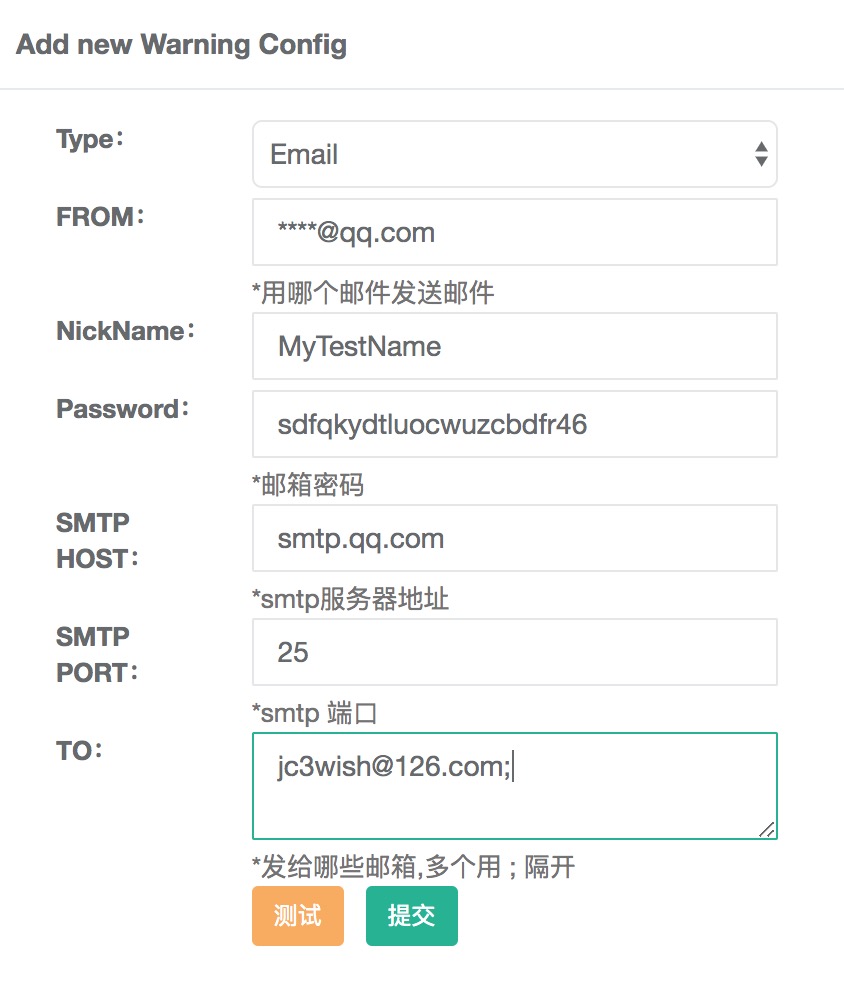 Add new Warning Config
Type：
Email
FROM：
****@qq.com
*用哪个邮件发送邮件
NickName：
MyTestName
Password：
sdfqkydtluocwuzcbdfr46
*邮箱密码
SMTP
HOST：
smtp.qq.com
*smtp服务器地址
SMTP
PORT：
25
*smtp 端口
TO：
jc3wish@126.com;
*发给哪些邮箱,多个用 ; 隔开
测试 提交